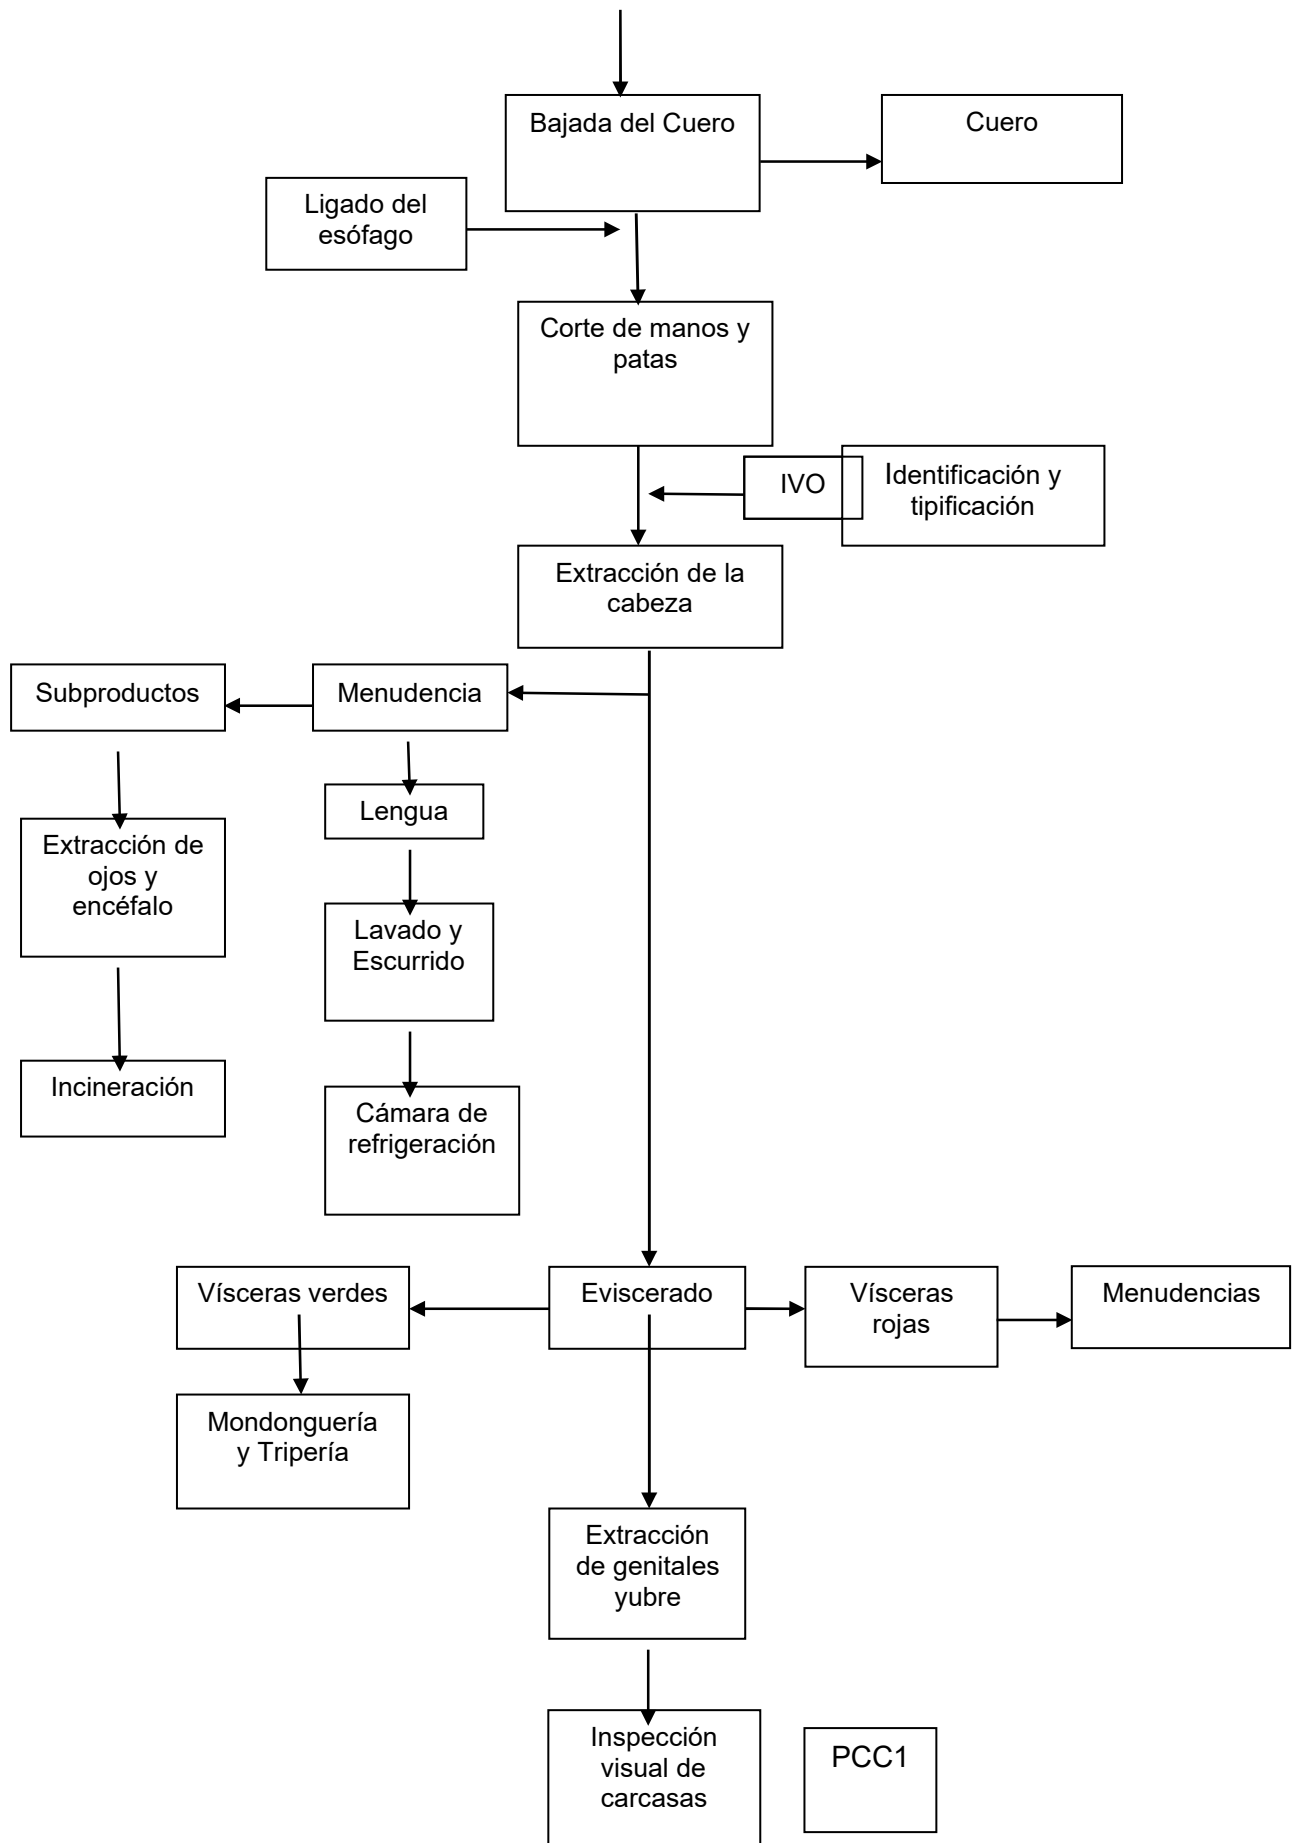 Bajada del Cuero
Cuero
Ligado del
esófago
Corte de manos y
patas
IVO
Identificación y
tipificación
Extracción de la
cabeza
Subproductos
Menudencia
Lengua
Extracción de
ojos y
encéfalo
Lavado y
Escurrido
Incineración
Cámara de
refrigeración
Vísceras verdes
Eviscerado
Vísceras
rojas
Menudencias
Mondonguería
y Tripería
Extracción
de genitales
yubre
Inspección
visual de
carcasas
PCC1